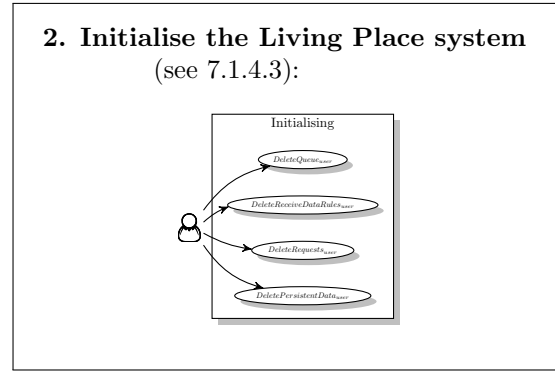 2. Initialise the Living Place system
(see 7.1.4.3):
Initialising
DeleteQueue_user
DeleteReceiveDataRules_user
DeleteRequests_user
DeletePersistentData_user